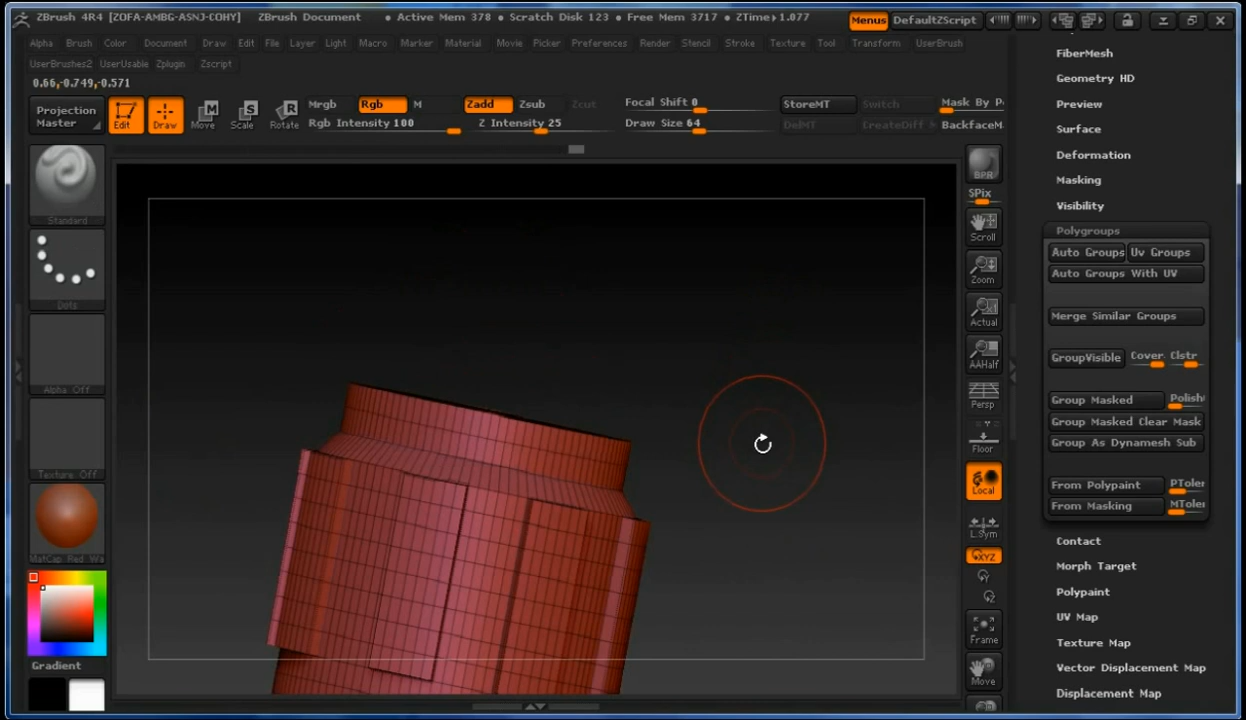 ZBrush 4R4 [ZOFA-AMBG-ASNJ-COHY] ZBrush Document • Active Mem 378 • Scratch Disk 123 • Free Mem 3717 • ZTime▸1.077 Menus DefaultZScript
Alpha Brush Color Document Draw Edit File Layer Light Macro Marker Material Movie Picker Preferences Render Stencil Stroke Texture Tool Transform UserBrush
UserBrushes2 UserUsable Zplugin Zscript
0.66,-0.749,-0.571
Projection
Master
Edit
Draw
Move
Scale
Rotate
Mrgb Rgb M
Rgb Intensity 100
Zadd Zsub Zcut
Z Intensity 25
Focal Shift 0
Draw Size 64
StoreMT Switch Mask By P
DelMT CreateDiff BackfaceM
Standard
Dots
Alpha Off
Texture Off
MatCap Red Wa
Gradient
BPR
SPix
Scroll
Zoom
Actual
AAHalf
Persp
Floor
Local
L.Sym
XYZ
Frame
Move
FiberMesh
Geometry HD
Preview
Surface
Deformation
Masking
Visibility
Polygroups
Auto Groups Uv Groups
Auto Groups With UV
Merge Similar Groups
GroupVisible Cover Clstr
Group Masked Polish
Group Masked Clear Mask
Group As Dynamesh Sub
From Polypaint PToler
From Masking MToler
Contact
Morph Target
Polypaint
UV Map
Texture Map
Vector Displacement Map
Displacement Map